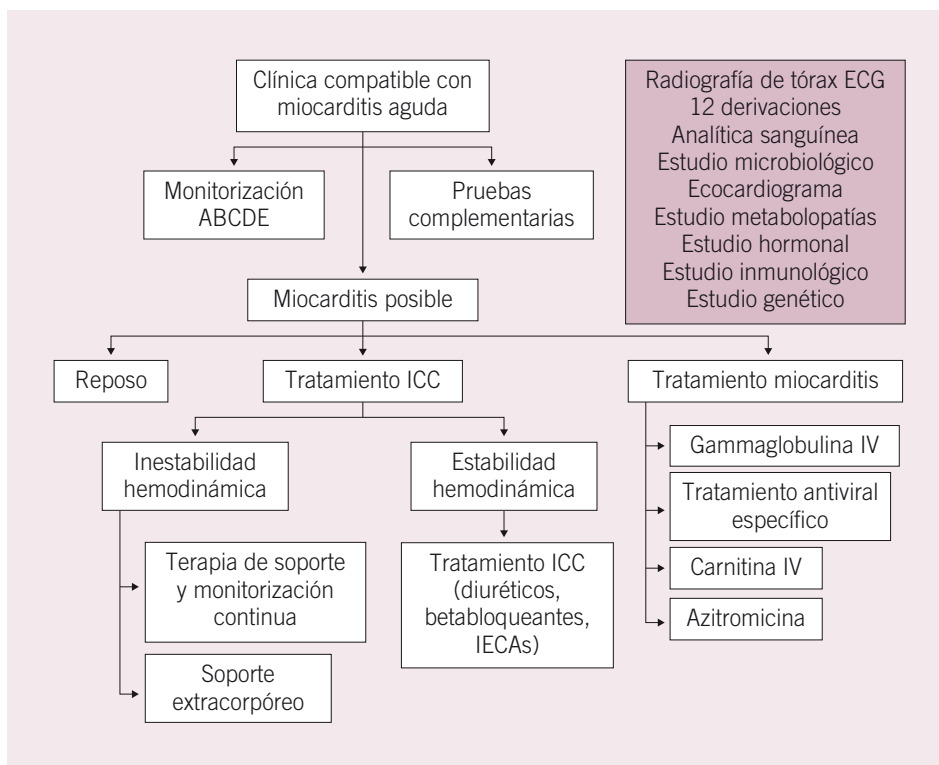 Clínica compatible con
miocarditis aguda
Radiografía de tórax ECG
12 derivaciones
Analítica sanguínea
Estudio microbiológico
Ecocardiograma
Estudio metabolopatías
Estudio hormonal
Estudio inmunológico
Estudio genético
Monitorización
ABCDE
Pruebas
complementarias
Miocarditis posible
Reposo
Tratamiento ICC
Tratamiento miocarditis
Inestabilidad
hemodinámica
Estabilidad
hemodinámica
Gammaglobulina IV
Tratamiento antiviral
específico
Carnitina IV
Azitromicina
Terapia de soporte
y monitorización
continua
Tratamiento ICC
(diuréticos,
betabloqueantes,
IECAs)
Soporte
extracorpóreo